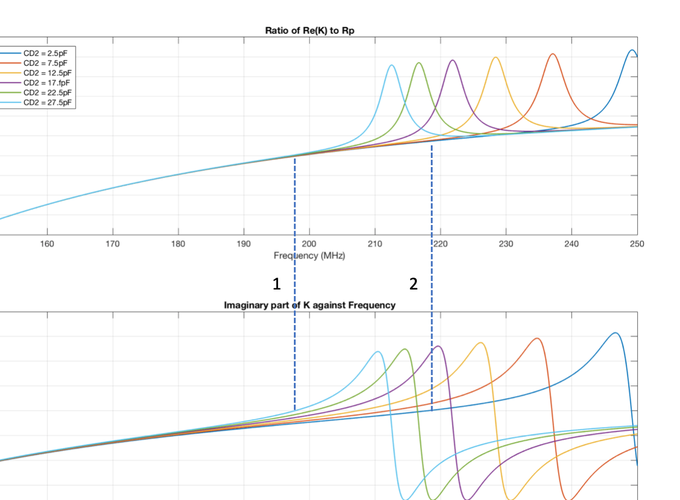 Ratio of Re(K) to Rp
CD2 = 2.5pF
CD2 = 7.5pF
CD2 = 12.5pF
CD2 = 17.fpF
CD2 = 22.5pF
CD2 = 27.5pF
160 170 180 190 200 210 220 230 240 250
Frequency (MHz)
1 2
Imaginary part of K against Frequency